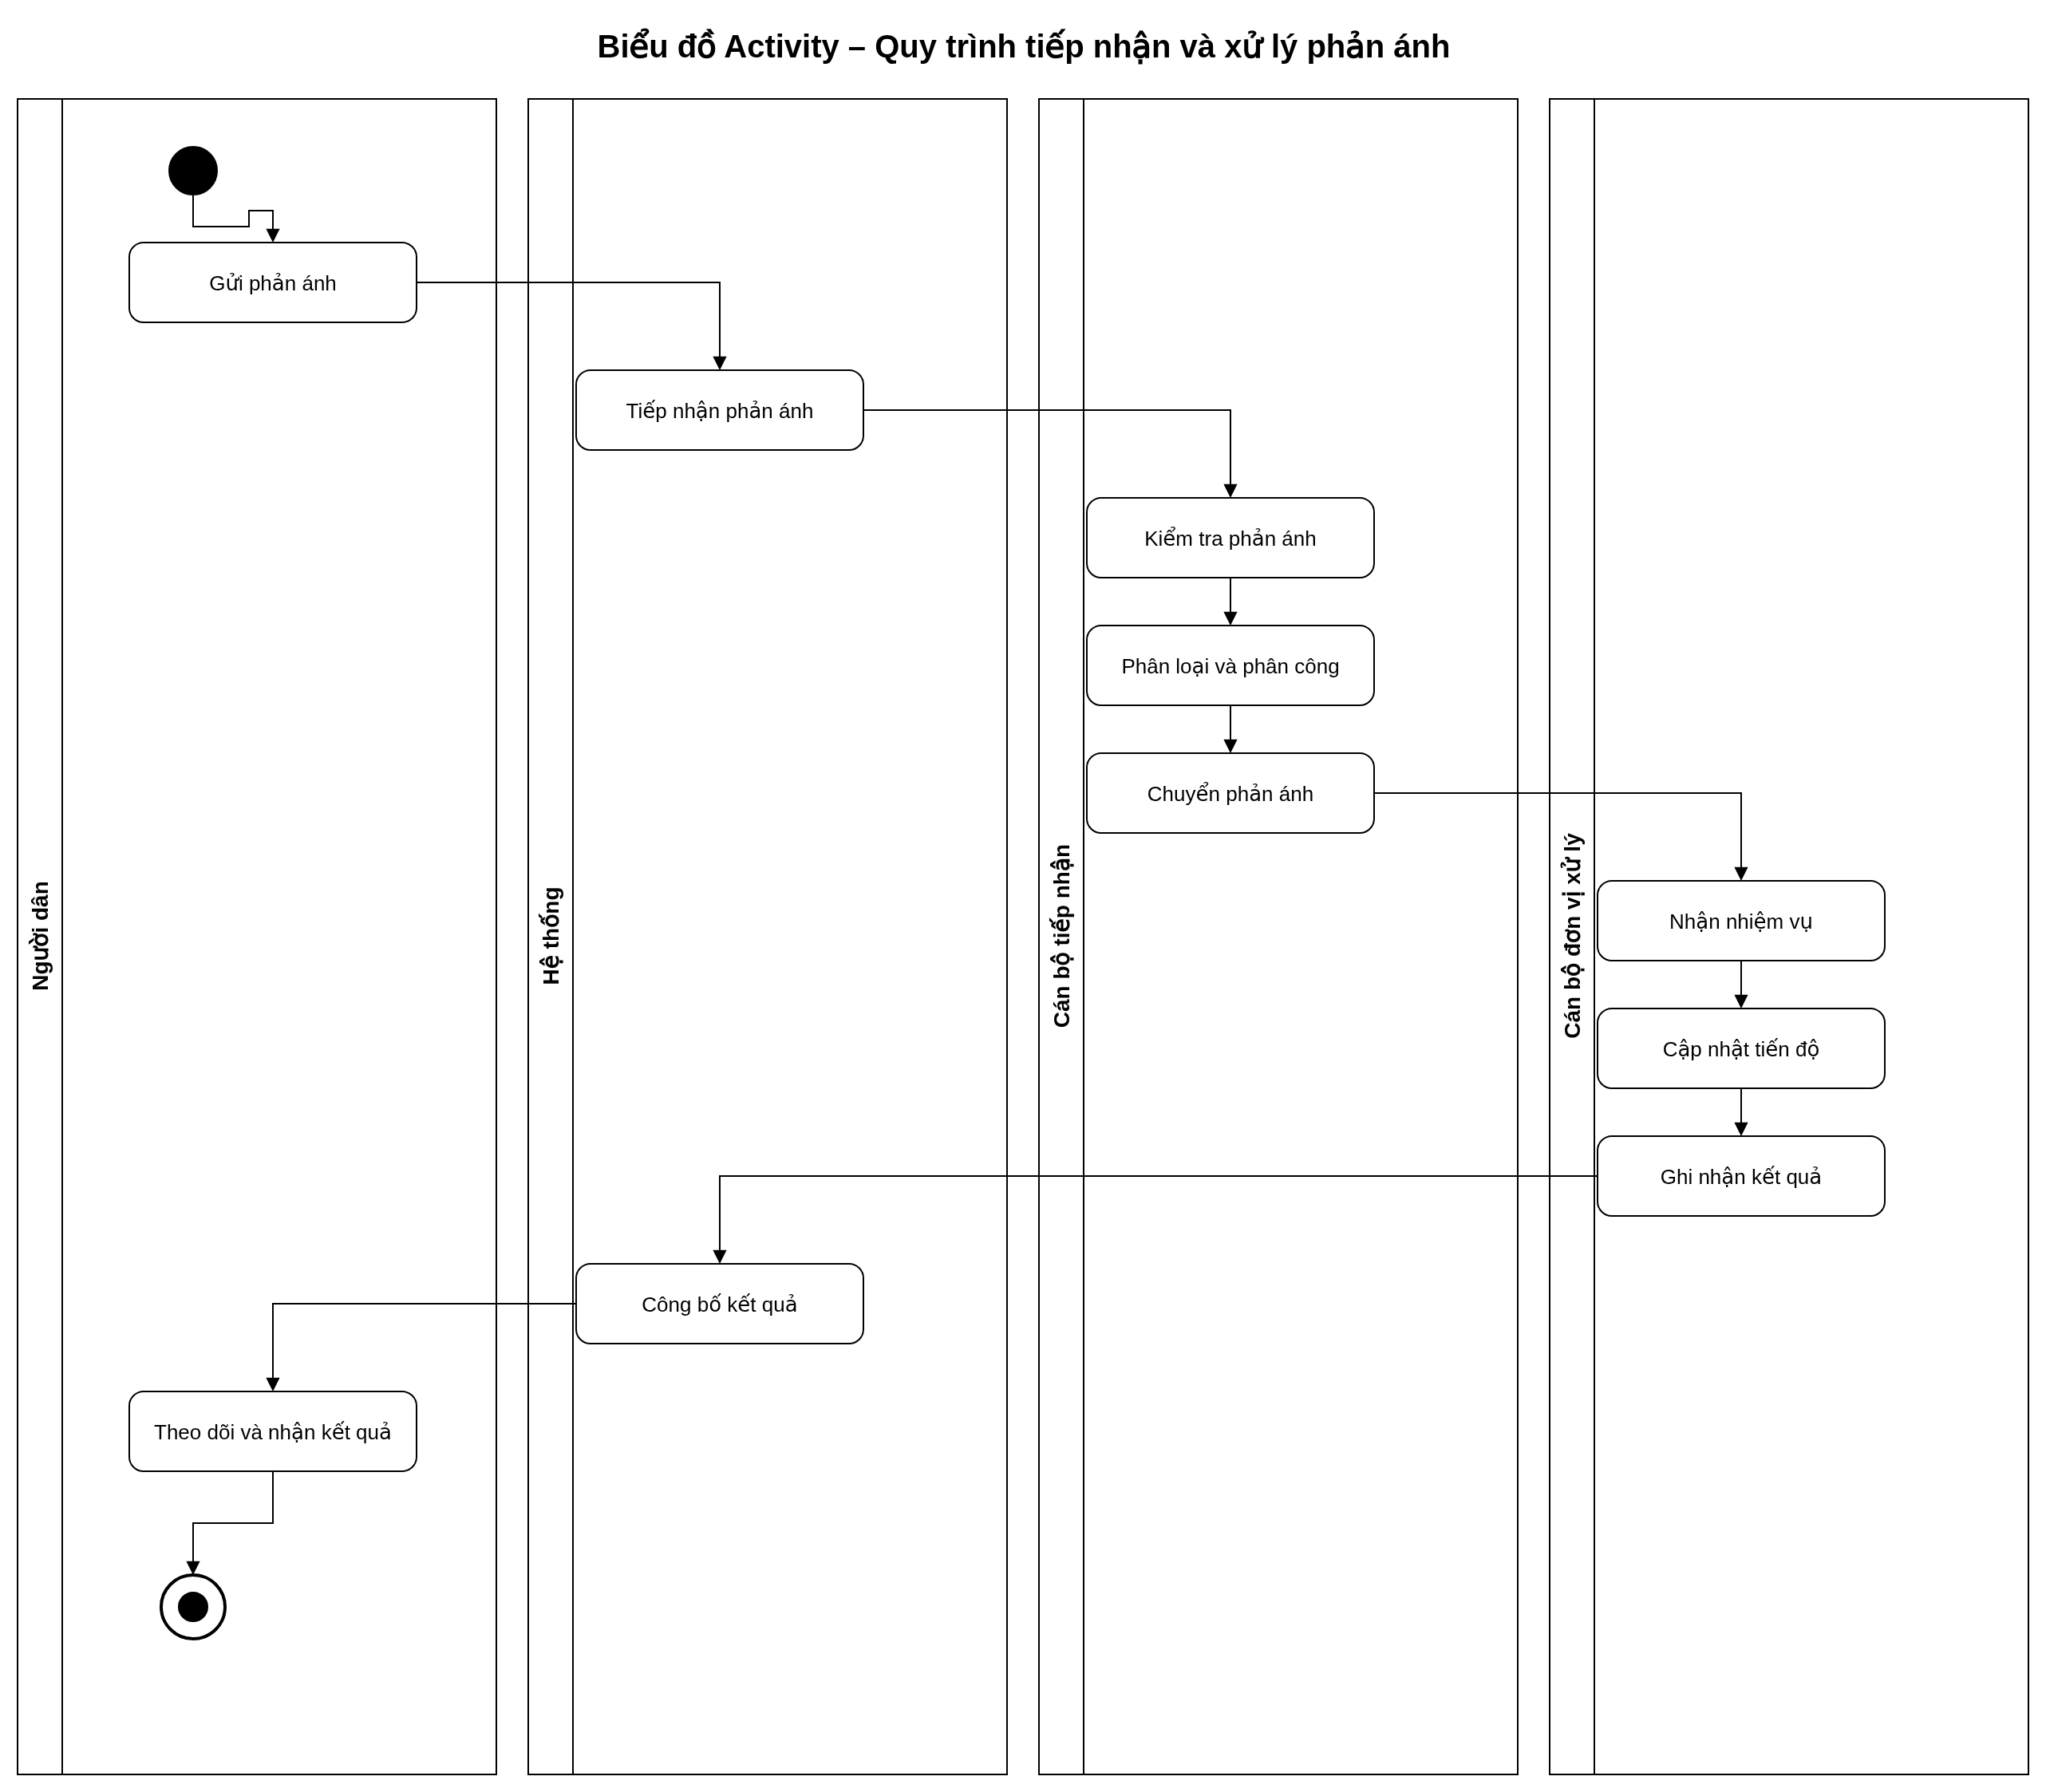 Biểu đồ Activity – Quy trình tiếp nhận và xử lý phản ánh
Người dân
Gửi phản ánh
Theo dõi và nhận kết quả
Hệ thống
Tiếp nhận phản ánh
Công bố kết quả
Cán bộ tiếp nhận
Kiểm tra phản ánh
Phân loại và phân công
Chuyển phản ánh
Cán bộ đơn vị xử lý
Nhận nhiệm vụ
Cập nhật tiến độ
Ghi nhận kết quả